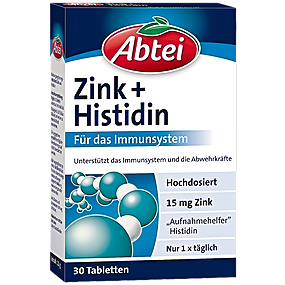 Abtei
Zink +
Histidin
Für das Immunsystem
Unterstützt das Immunsystem und die Abwehrkräfte
Hochdosiert
15 mg Zink
„Aufnahmehelfer"
Histidin
Nur 1 x täglich
30 Tabletten